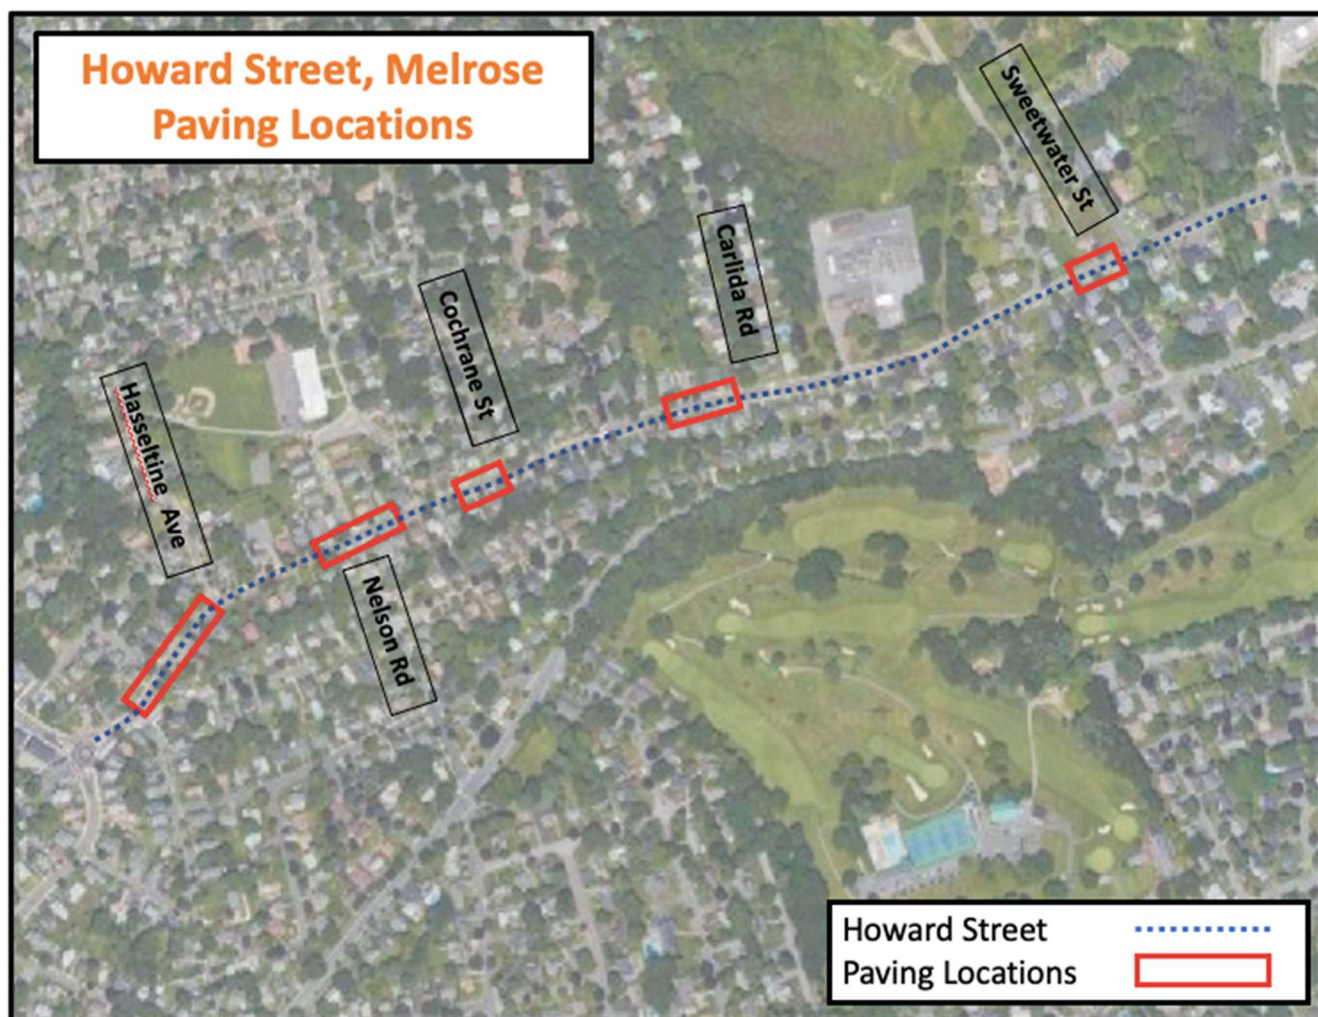 Howard Street, Melrose
Paving Locations
Sweetwater St
Carlida Rd
Cochrane St
Hasseltine Ave
Nelson Rd
Howard Street
Paving Locations